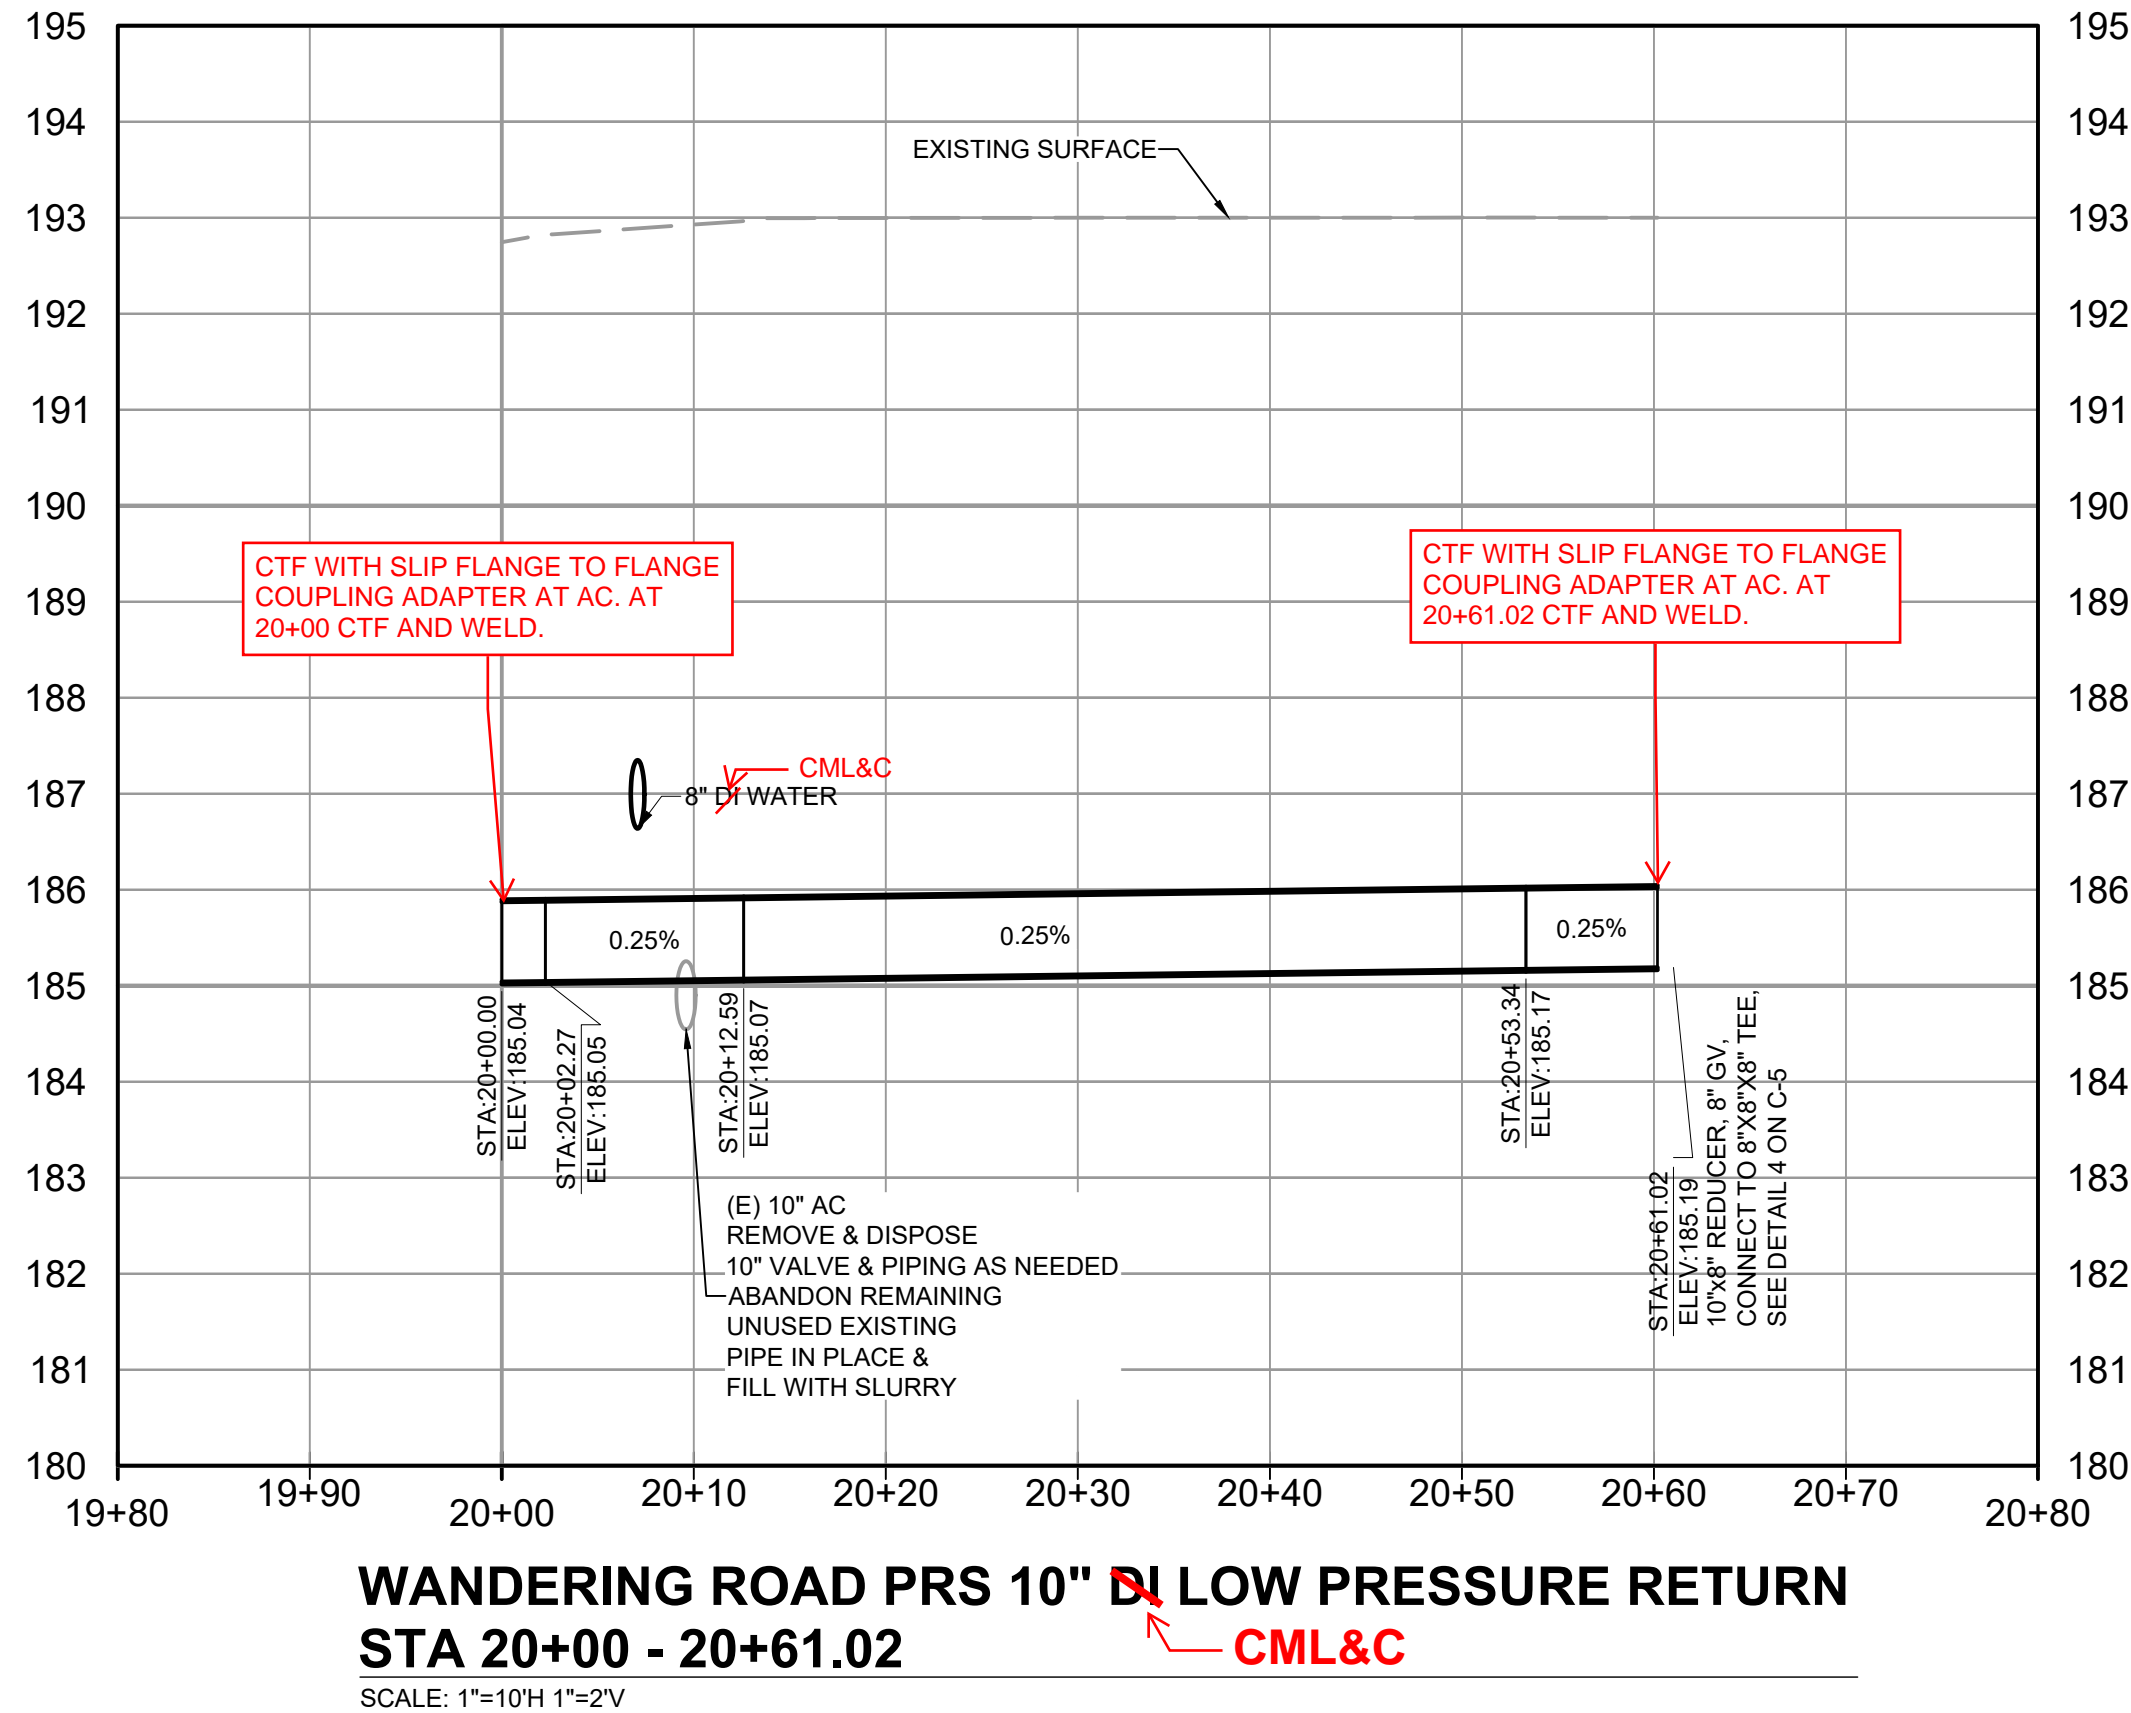 195
195
194
194
EXISTING SURFACE
193
193
192
192
191
191
190
190
CTF WITH SLIP FLANGE TO FLANGE
COUPLING ADAPTER AT AC. AT
20+00 CTF AND WELD.
CTF WITH SLIP FLANGE TO FLANGE
COUPLING ADAPTER AT AC. AT
20+61.02 CTF AND WELD.
189
189
188
188
CML&C
187
8" DI WATER
187
186
186
0.25%
0.25%
0.25%
185
185
STA:20+00.00
ELEV:185.04
STA:20+02.27
ELEV:185.05
STA:20+12.59
ELEV:185.07
STA:20+53.34
ELEV:185.17
STA:20+61.02
ELEV:185.19
10"x8" REDUCER, 8" GV,
CONNECT TO 8"X8"X8" TEE,
SEE DETAIL 4 ON C-5
184
184
183
183
(E) 10" AC
REMOVE & DISPOSE
10" VALVE & PIPING AS NEEDED
ABANDON REMAINING
UNUSED EXISTING
PIPE IN PLACE &
FILL WITH SLURRY
182
182
181
181
180
180
19+80
19+90
20+00
20+10
20+20
20+30
20+40
20+50
20+60
20+70
20+80
WANDERING ROAD PRS 10" DI LOW PRESSURE RETURN
STA 20+00 - 20+61.02
CML&C
SCALE: 1"=10'H 1"=2'V